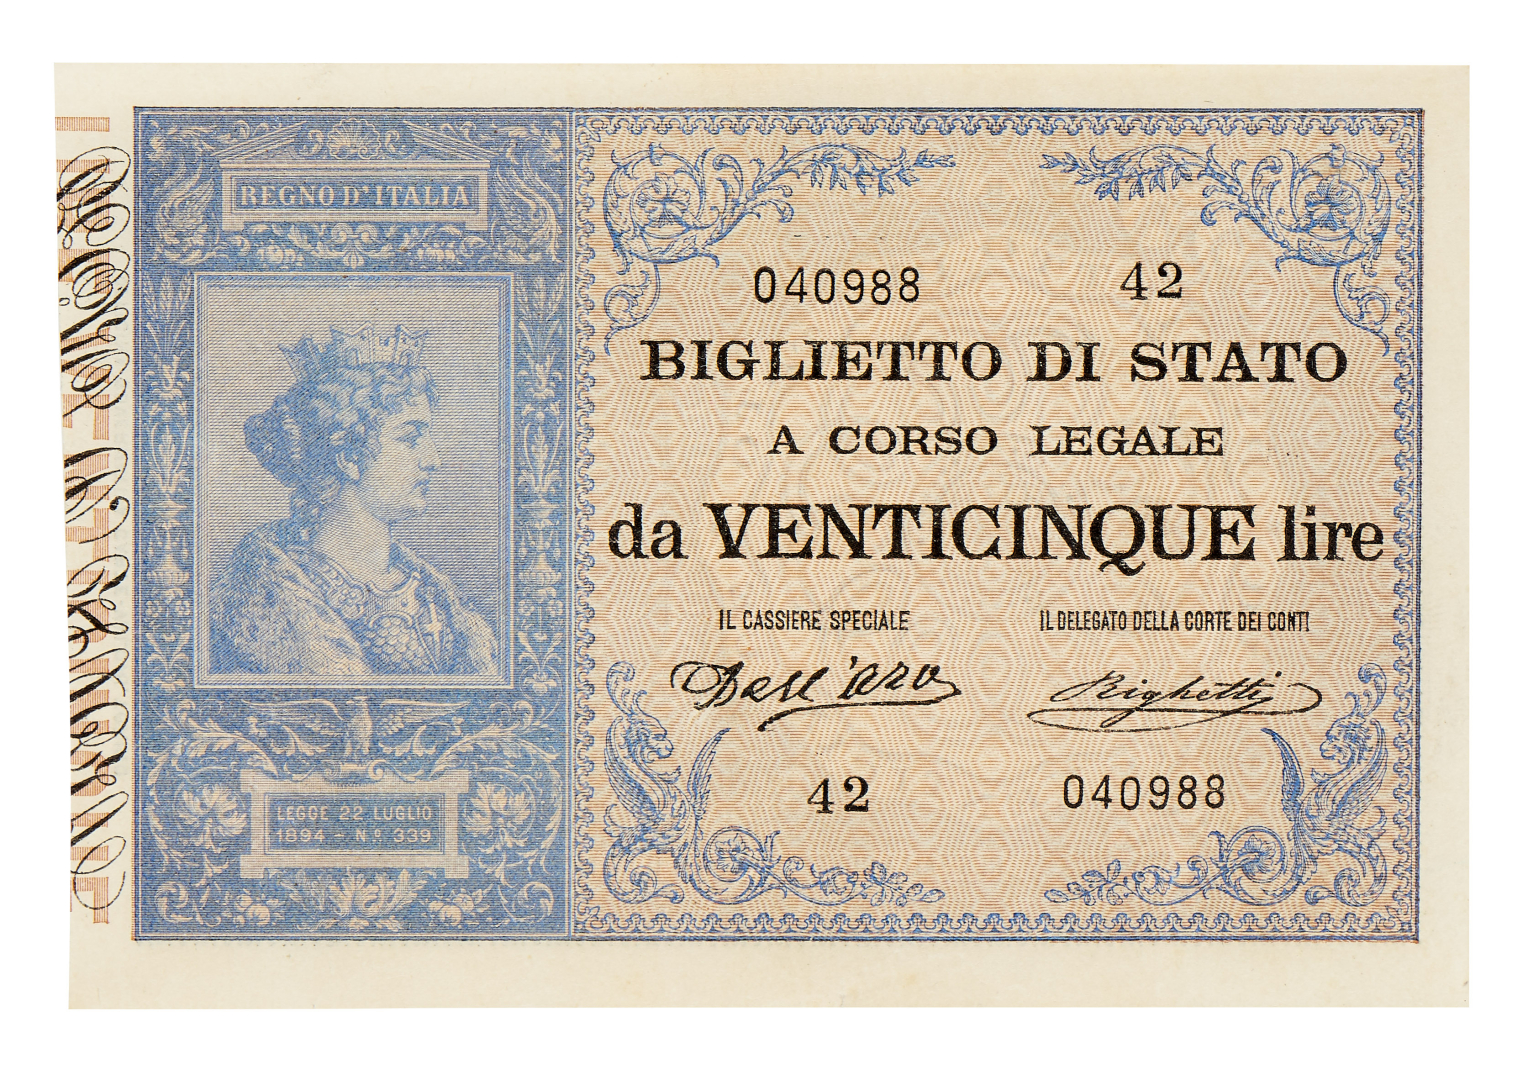 REGNO D'ITALIA
040988 42
BIGLIETTO DI STATO
A CORSO LEGALE
da VENTICINQUE lire
IL CASSIERE SPECIALE IL DELEGATO DELLA CORTE DEI CONTI
Dell'ara Righetti
42 040988
LEGGE 22 LUGLIO
1894 - N.º 339